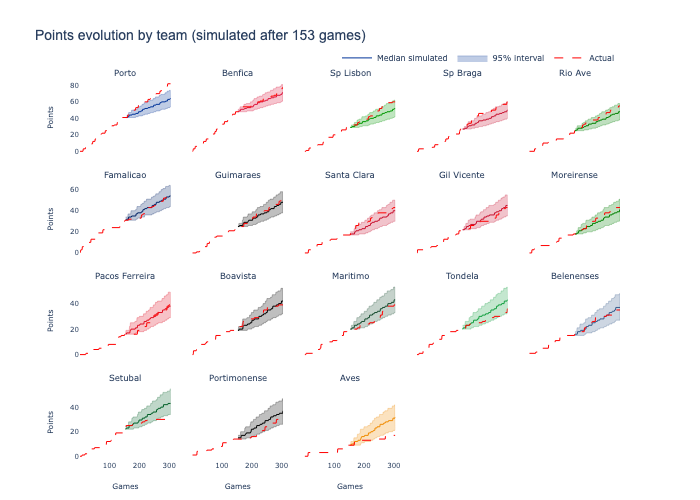 Points evolution by team (simulated after 153 games)
Median simulated 95% interval Actual
Porto Benfica Sp Lisbon Sp Braga Rio Ave
80
60
40
20
0
Points
Famalicao Guimaraes Santa Clara Gil Vicente Moreirense
60
40
20
0
Points
Pacos Ferreira Boavista Maritimo Tondela Belenenses
40
20
0
Points
Setubal Portimonense Aves
40
20
0
Points
100 200 300 100 200 300 100 200 300
Games Games Games